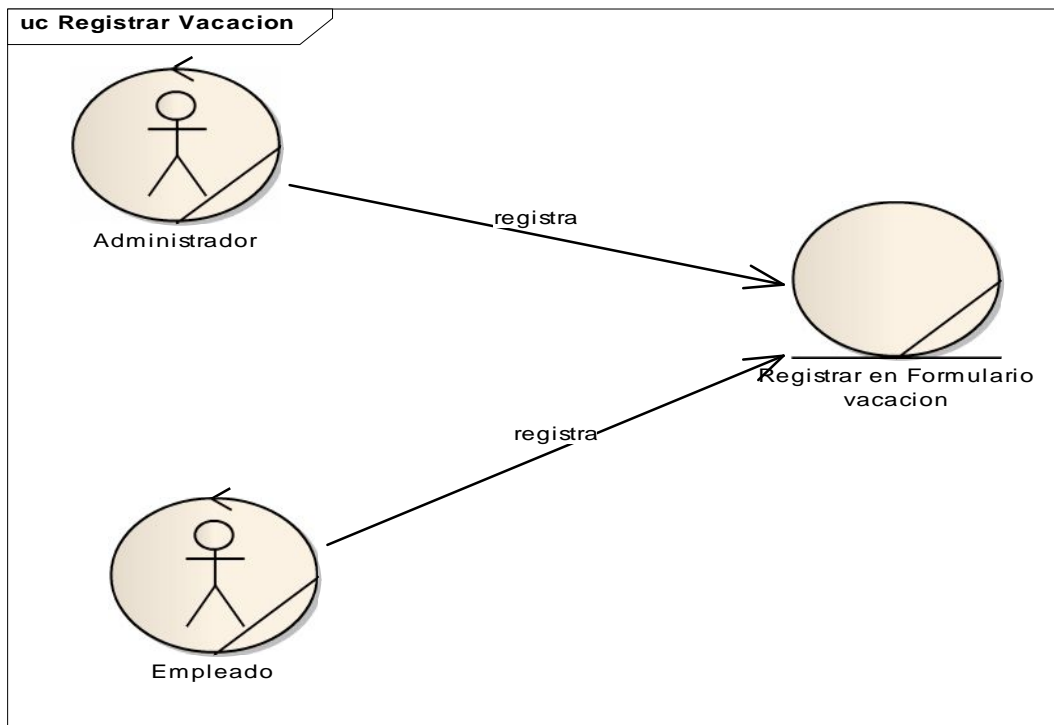 uc Registrar Vacacion
Administrador
registra
Registrar en Formulario
vacacion
registra
Empleado